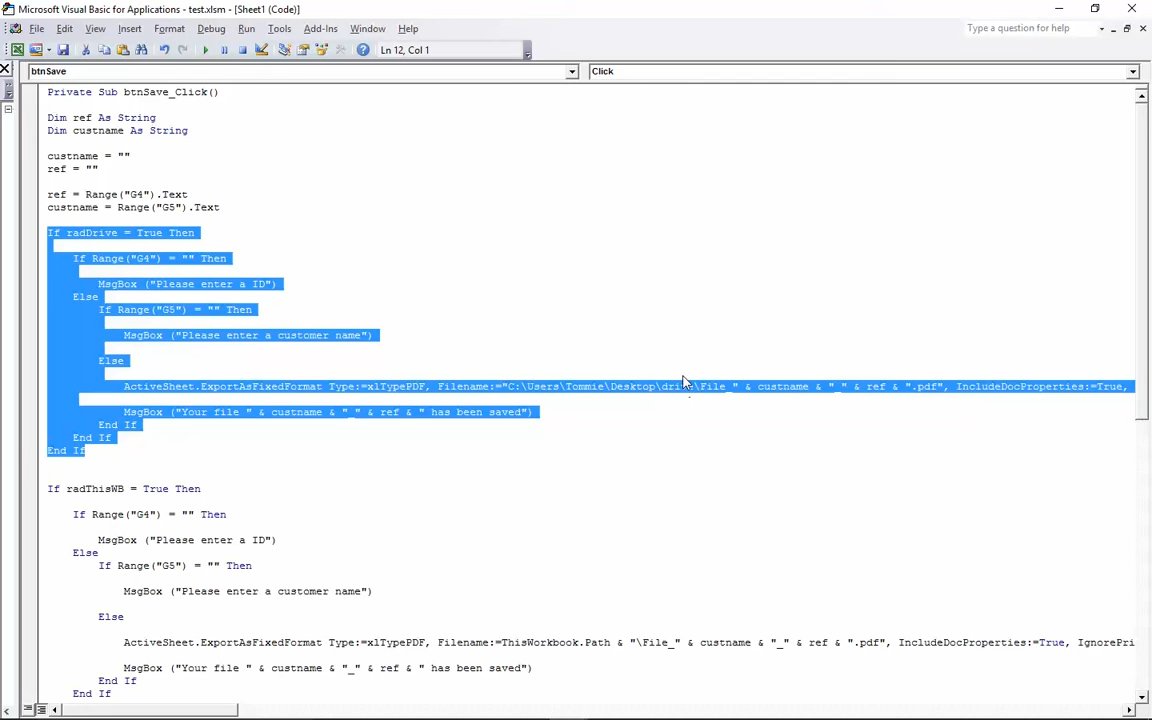 Microsoft Visual Basic for Applications - test.xlsm - [Sheet1 (Code)]
File Edit View Insert Format Debug Run Tools Add-Ins Window Help Type a question for help
Ln 12, Col 1
btnSave Click
Private Sub btnSave_Click()
Dim ref As String
Dim custname As String
custname = ""
ref = ""
ref = Range("G4").Text
custname = Range("G5").Text
If radDrive = True Then
If Range("G4") = "" Then
MsgBox ("Please enter a ID")
Else
If Range("G5") = "" Then
MsgBox ("Please enter a customer name")
Else
ActiveSheet.ExportAsFixedFormat Type:=xlTypePDF, Filename:="C:\Users\Tommie\Desktop\drive\File_" & custname & "_" & ref & ".pdf", IncludeDocProperties:=True,
MsgBox ("Your file " & custname & "_" & ref & " has been saved")
End If
End If
End If
If radThisWB = True Then
If Range("G4") = "" Then
MsgBox ("Please enter a ID")
Else
If Range("G5") = "" Then
MsgBox ("Please enter a customer name")
Else
ActiveSheet.ExportAsFixedFormat Type:=xlTypePDF, Filename:=ThisWorkbook.Path & "\File_" & custname & "_" & ref & ".pdf", IncludeDocProperties:=True, IgnorePri
MsgBox ("Your file " & custname & "_" & ref & " has been saved")
End If
End If